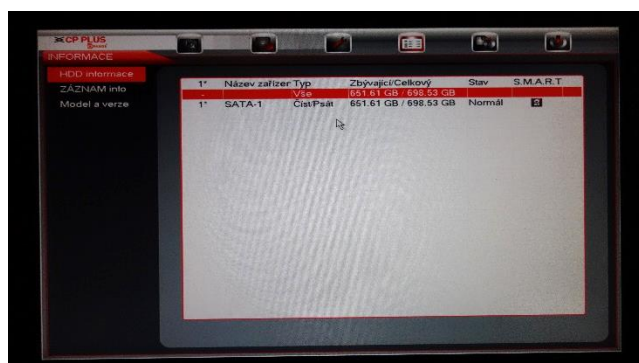 CP PLUS
INFORMACE
HDD informace
ZÁZNAM info
Model a verze
1* Název zařízer Typ Zbývající/Celkový Stav S.M.A.R.T.
- Vše 651.61 GB / 698.53 GB
1* SATA-1 Číst/Psát 651.61 GB / 698.53 GB Normál